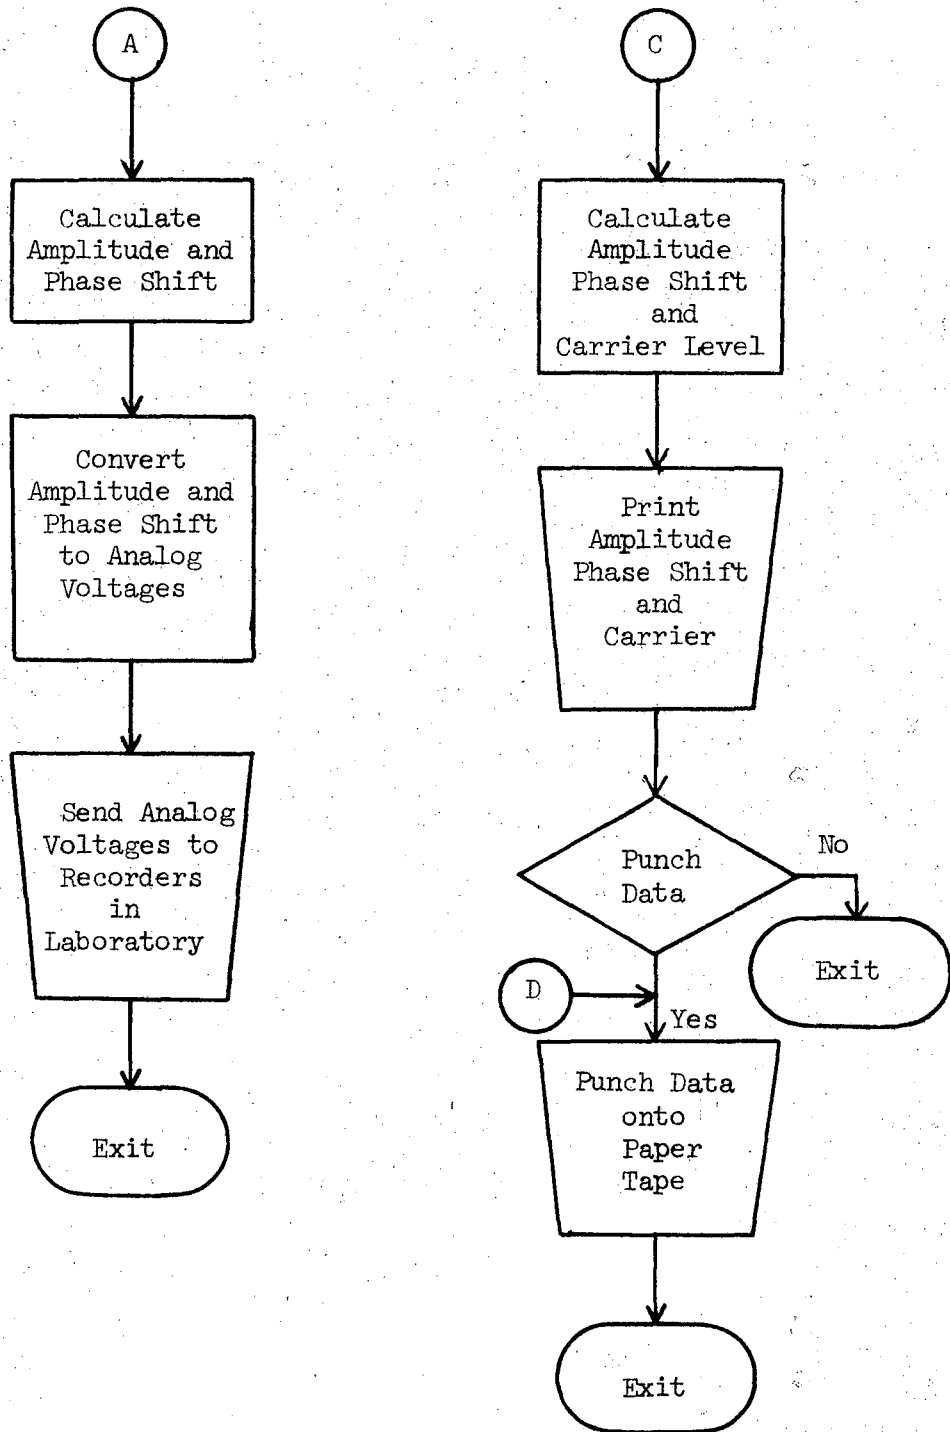 A
Calculate
Amplitude and
Phase Shift
Convert
Amplitude and
Phase Shift
to Analog
Voltages
Send Analog
Voltages to
Recorders
in
Laboratory
Exit
C
Calculate
Amplitude
Phase Shift
and
Carrier Level
Print
Amplitude
Phase Shift
and
Carrier
Punch
Data
No
Exit
D
Yes
Punch Data
onto
Paper
Tape
Exit